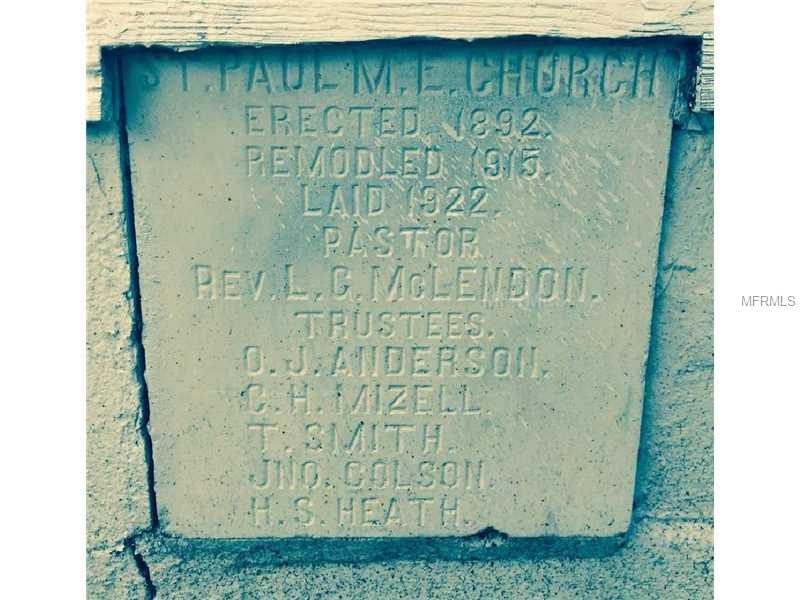 ST. PAUL M. E. CHURCH
ERECTED 1892.
REMODLED 1915.
LAID 1922.
PASTOR
REV. L. G. McLENDON.
TRUSTEES.
O. J. ANDERSON.
C. H. MIZELL.
T. SMITH.
JNO. COLSON.
H. S. HEATH.
MFRMLS